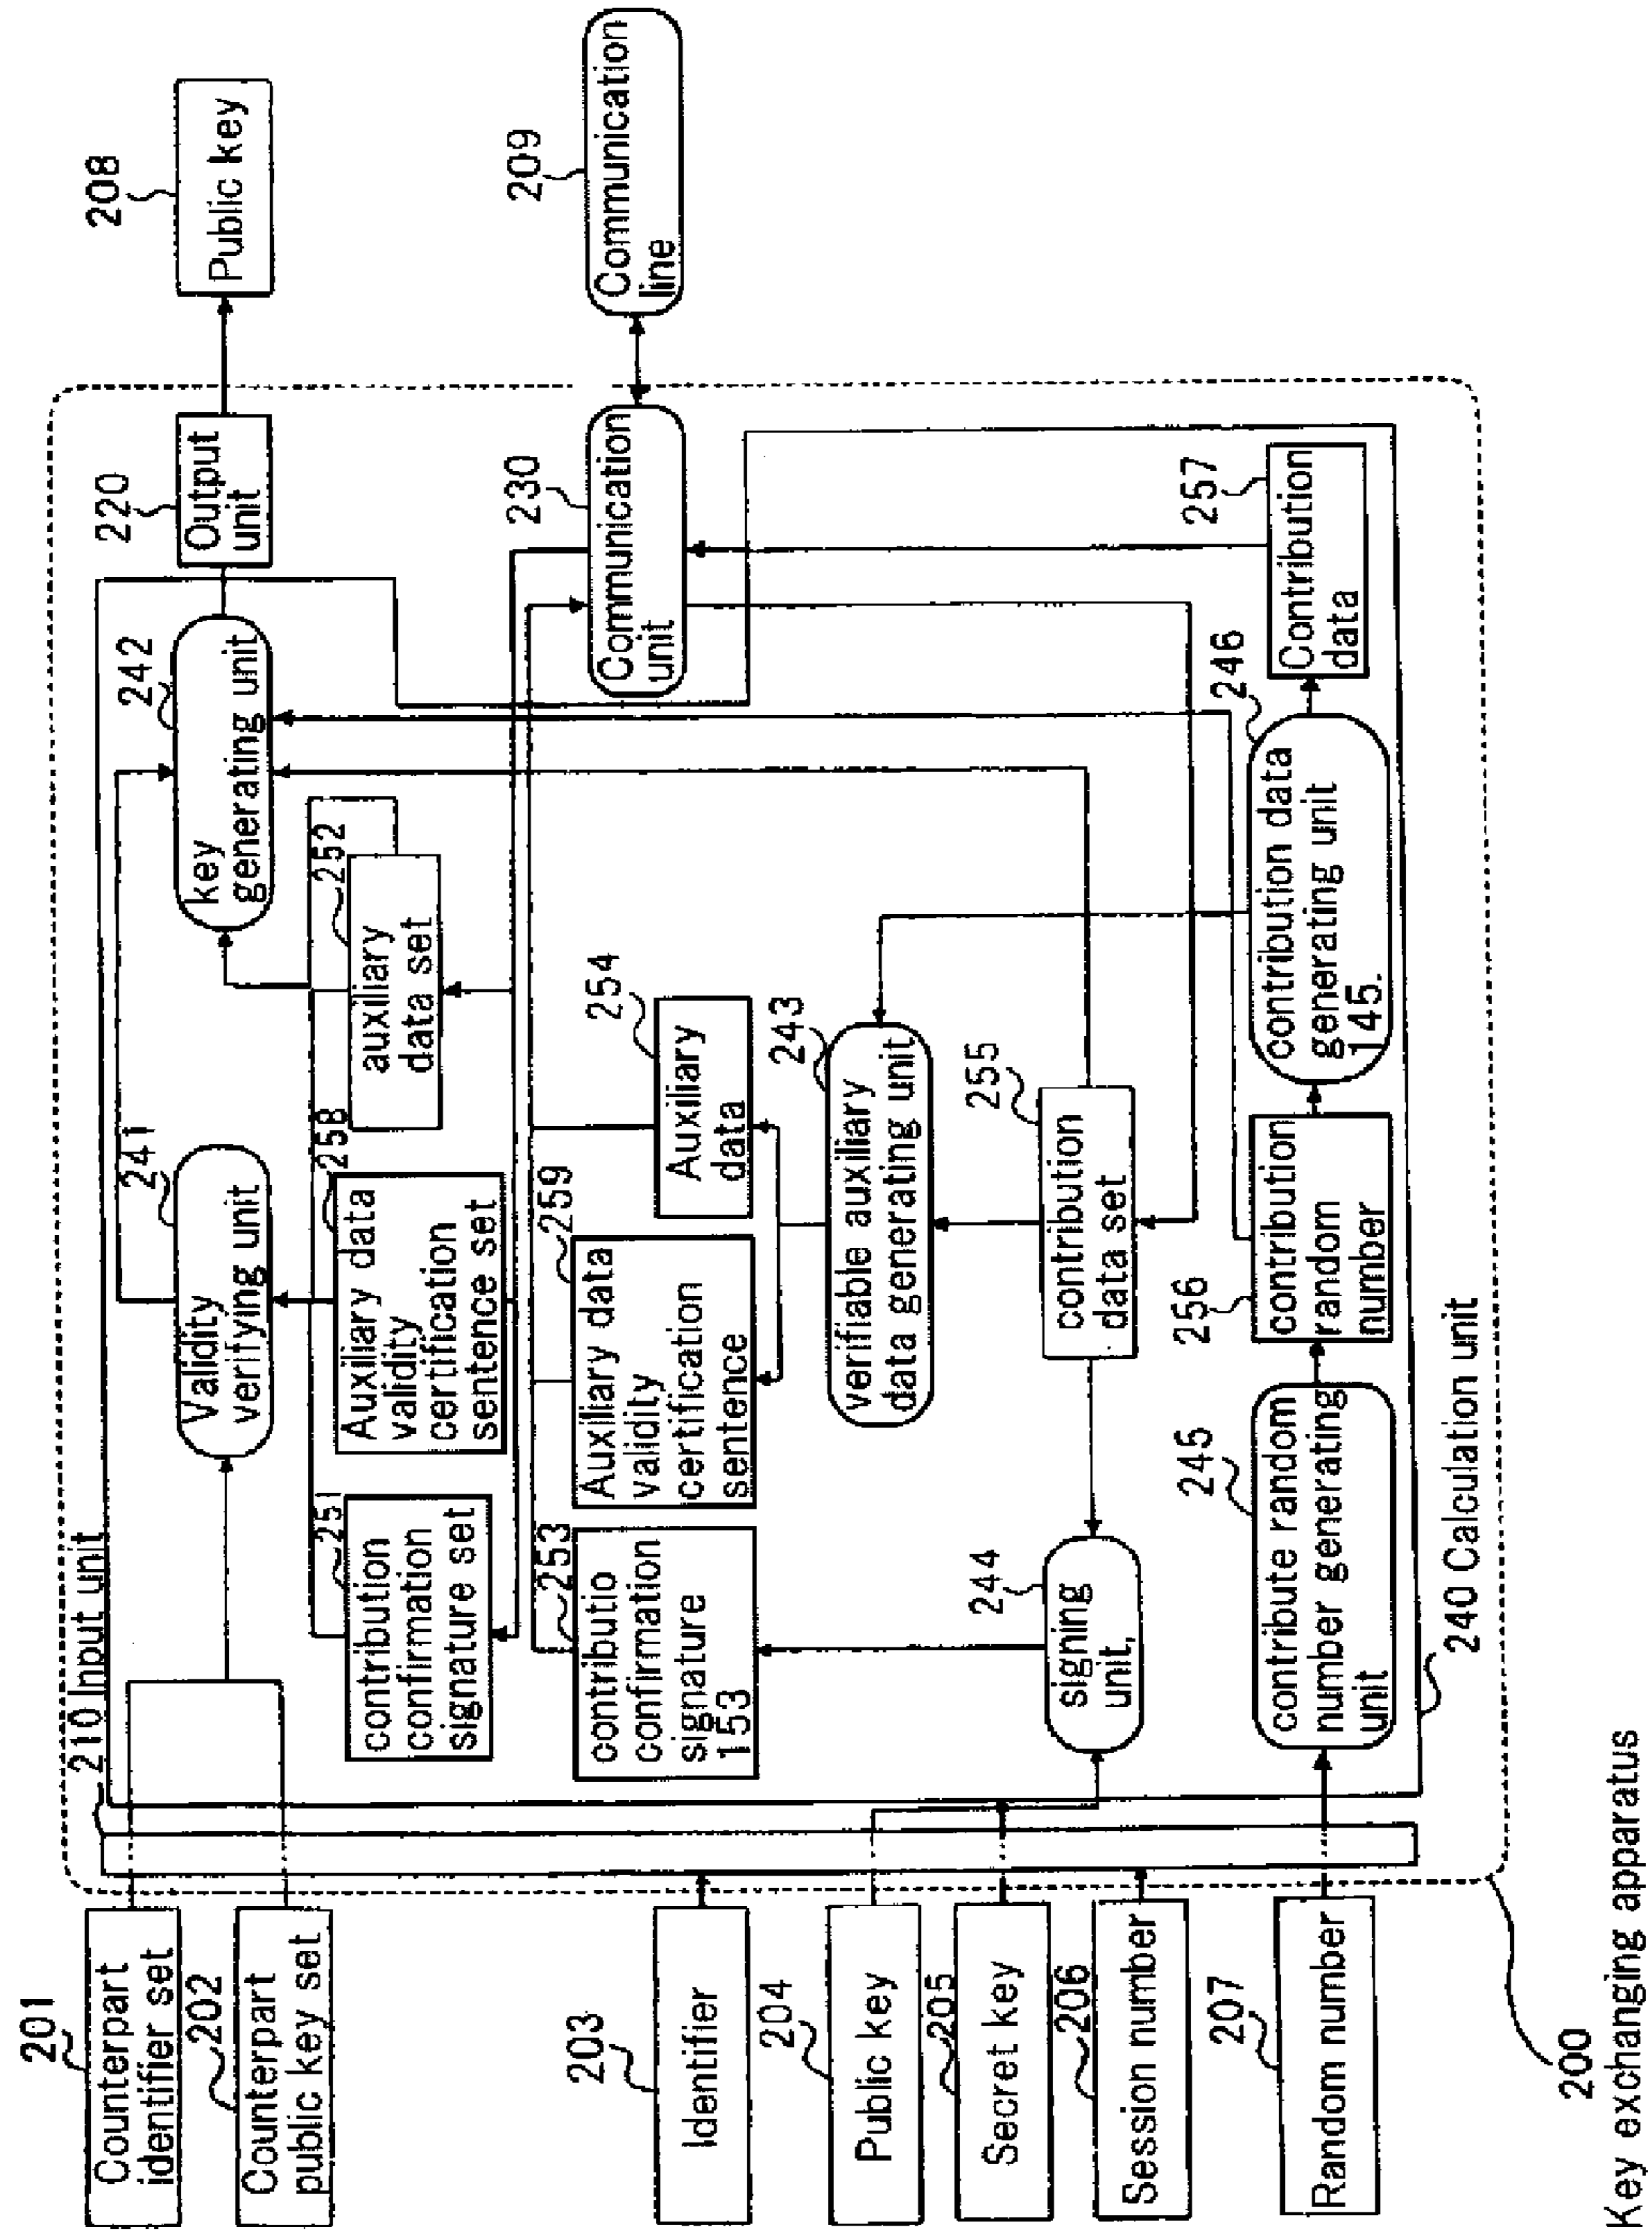 201
Counterpart
identifier set
202
Counterpart
public key set
203
Identifier
204
Public key
205
Secret key
206
Session number
207
Random number
200
Key exchanging apparatus
210 Input unit
240 Calculation unit
241
Validity
verifying unit
242
key
generating unit
220
Output
unit
208
Public key
251
contribution
confirmation
signature set
258
Auxiliary data
validity
certification
sentence set
252
auxiliary
data set
253
contributio
confirmation
signature
153
259
Auxiliary data
validity
certification
sentence
254
Auxiliary
data
230
Communication
unit
209
Communication
line
243
verifiable auxiliary
data generating unit
244
signing
unit,
255
contribution
data set
245
contribute random
number generating
unit
256
contribution
random
number
246
contribution data
generating unit
145.
257
Contribution
data